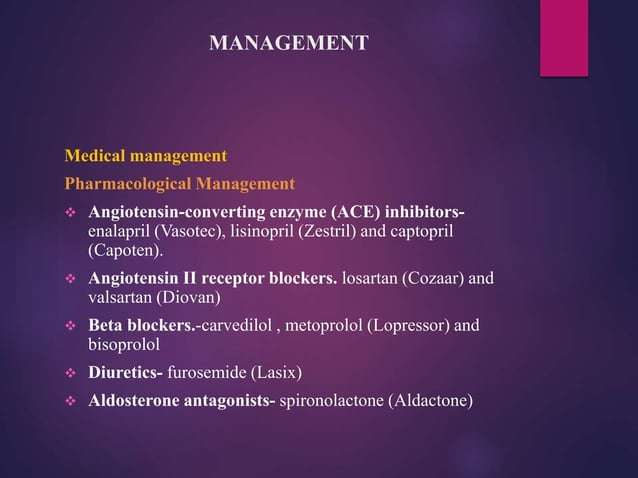 MANAGEMENT
Medical management
Pharmacological Management
❖ Angiotensin-converting enzyme (ACE) inhibitors-
enalapril (Vasotec), lisinopril (Zestril) and captopril
(Capoten).
❖ Angiotensin II receptor blockers. losartan (Cozaar) and
valsartan (Diovan)
❖ Beta blockers.-carvedilol , metoprolol (Lopressor) and
bisoprolol
❖ Diuretics- furosemide (Lasix)
❖ Aldosterone antagonists- spironolactone (Aldactone)